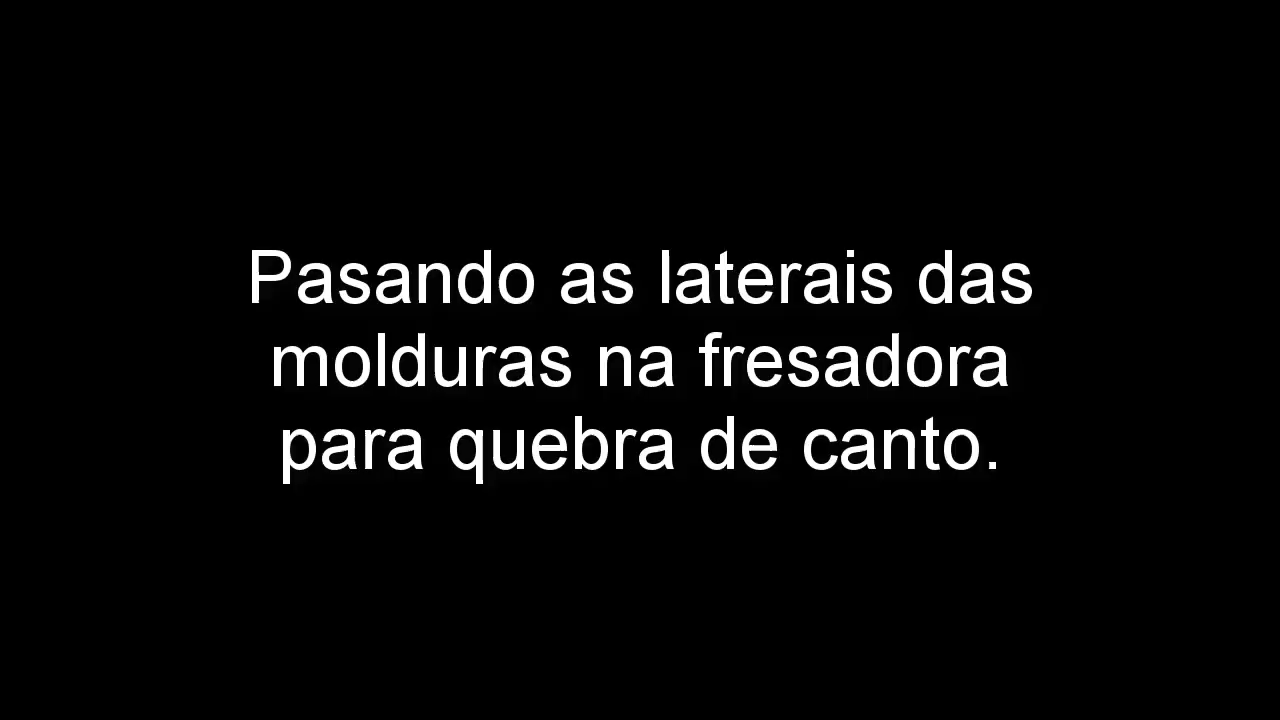 Pasando as laterais das
molduras na fresadora
para quebra de canto.